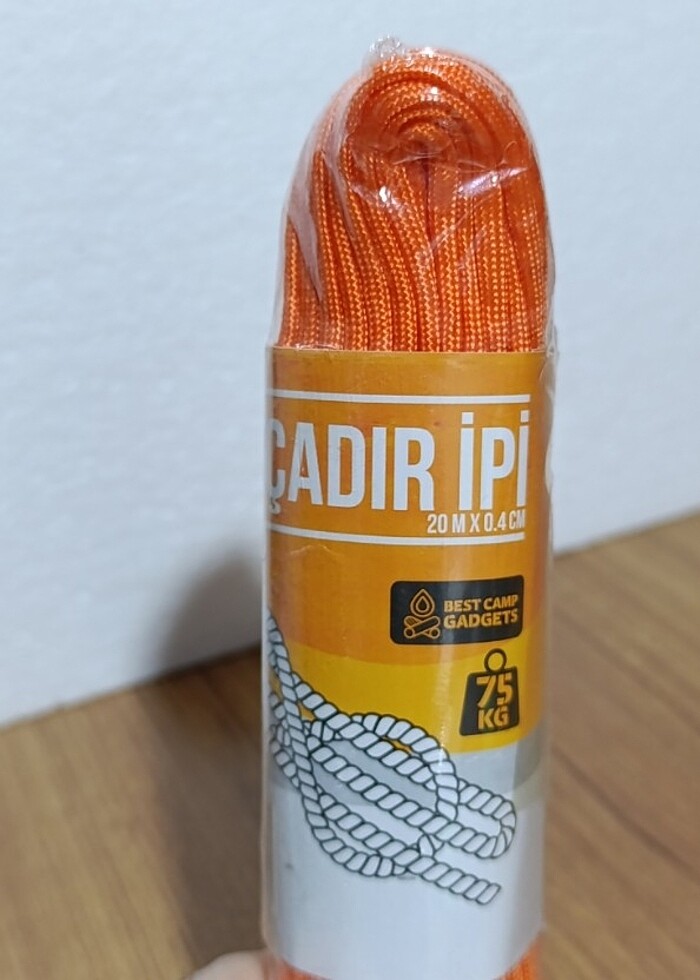 ÇADIR İPİ
20 M X 0.4 CM
BEST CAMP
GADGETS
75
KG